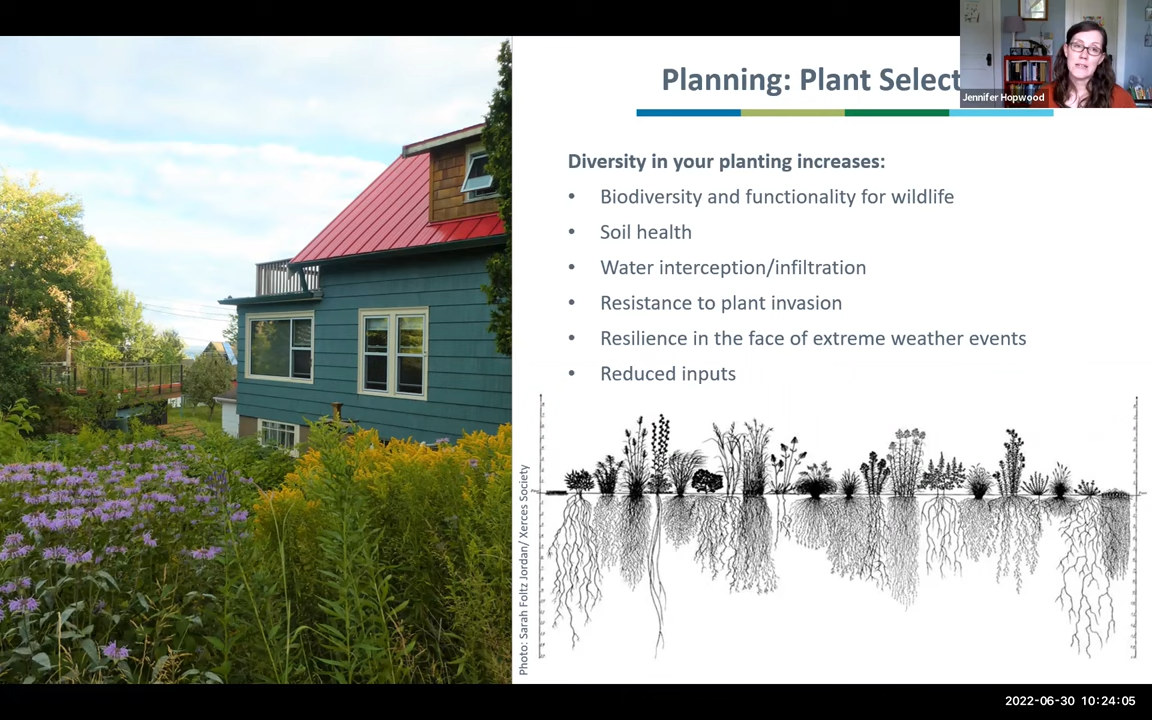 Planning: Plant Select
Jennifer Hopwood
Diversity in your planting increases:
• Biodiversity and functionality for wildlife
• Soil health
• Water interception/infiltration
• Resistance to plant invasion
• Resilience in the face of extreme weather events
• Reduced inputs
Photo: Sarah Foltz Jordan/ Xerces Society
2022-06-30 10:24:05